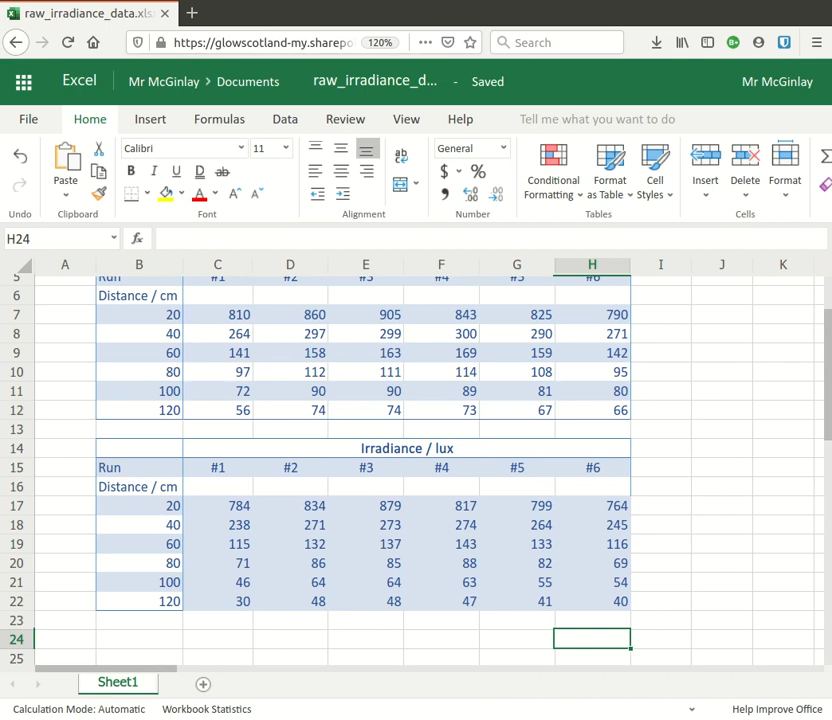 raw_irradiance_data.xls
https://glowscotland-my.sharepo 120% Search
Excel Mr McGinlay > Documents raw_irradiance_d... - Saved Mr McGinlay
File Home Insert Formulas Data Review View Help Tell me what you want to do
Calibri 11 General
Paste
B I U D ab
$ %
Conditional Formatting
Format as Table
Cell Styles
Insert Delete Format
Undo Clipboard Font Alignment Number Tables Cells
H24 fx
A B C D E F G H I J K
5 Run #1 #2 #3 #4 #5 #6
6 Distance / cm
7 20 810 860 905 843 825 790
8 40 264 297 299 300 290 271
9 60 141 158 163 169 159 142
10 80 97 112 111 114 108 95
11 100 72 90 90 89 81 80
12 120 56 74 74 73 67 66
13
14 Irradiance / lux
15 Run #1 #2 #3 #4 #5 #6
16 Distance / cm
17 20 784 834 879 817 799 764
18 40 238 271 273 274 264 245
19 60 115 132 137 143 133 116
20 80 71 86 85 88 82 69
21 100 46 64 64 63 55 54
22 120 30 48 48 47 41 40
23
24
25
Sheet1
Calculation Mode: Automatic Workbook Statistics Help Improve Office